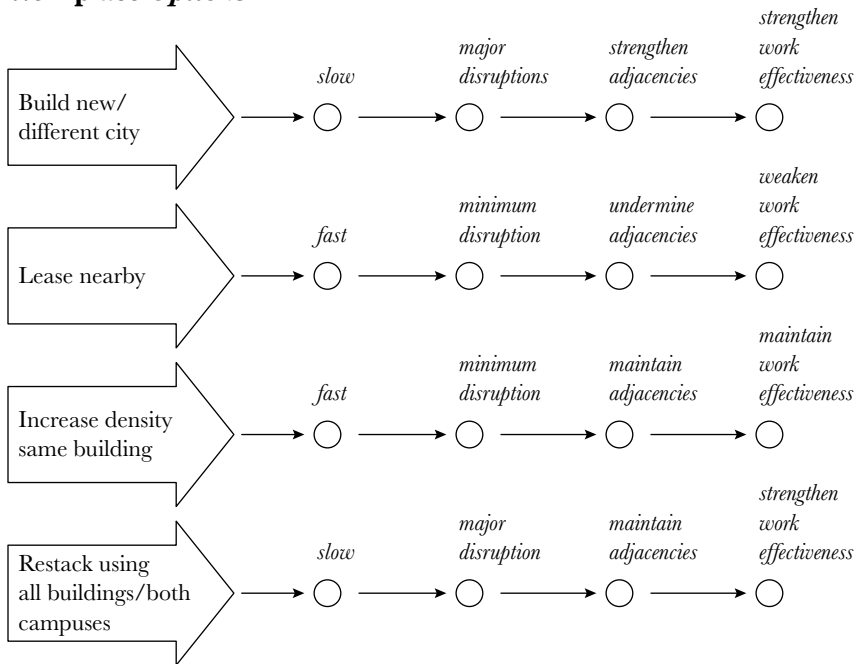 slow
major
disruptions
strengthen
adjacencies
strengthen
work
effectiveness
Build new/
different city
fast
minimum
disruption
undermine
adjacencies
weaken
work
effectiveness
Lease nearby
fast
minimum
disruption
maintain
adjacencies
maintain
work
effectiveness
Increase density
same building
slow
major
disruption
maintain
adjacencies
strengthen
work
effectiveness
Restack using
all buildings/both
campuses